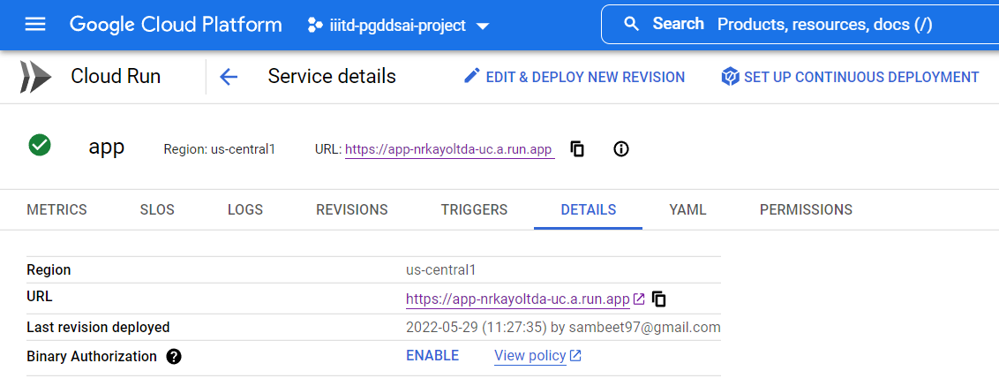 Google Cloud Platform iiitd-pgddsai-project Search Products, resources, docs (/)
Cloud Run Service details EDIT & DEPLOY NEW REVISION SET UP CONTINUOUS DEPLOYMENT
app Region: us-central1 URL: https://app-nrkayoltda-uc.a.run.app
METRICS SLOS LOGS REVISIONS TRIGGERS DETAILS YAML PERMISSIONS
Region us-central1
URL https://app-nrkayoltda-uc.a.run.app
Last revision deployed 2022-05-29 (11:27:35) by sambeet97@gmail.com
Binary Authorization ENABLE View policy